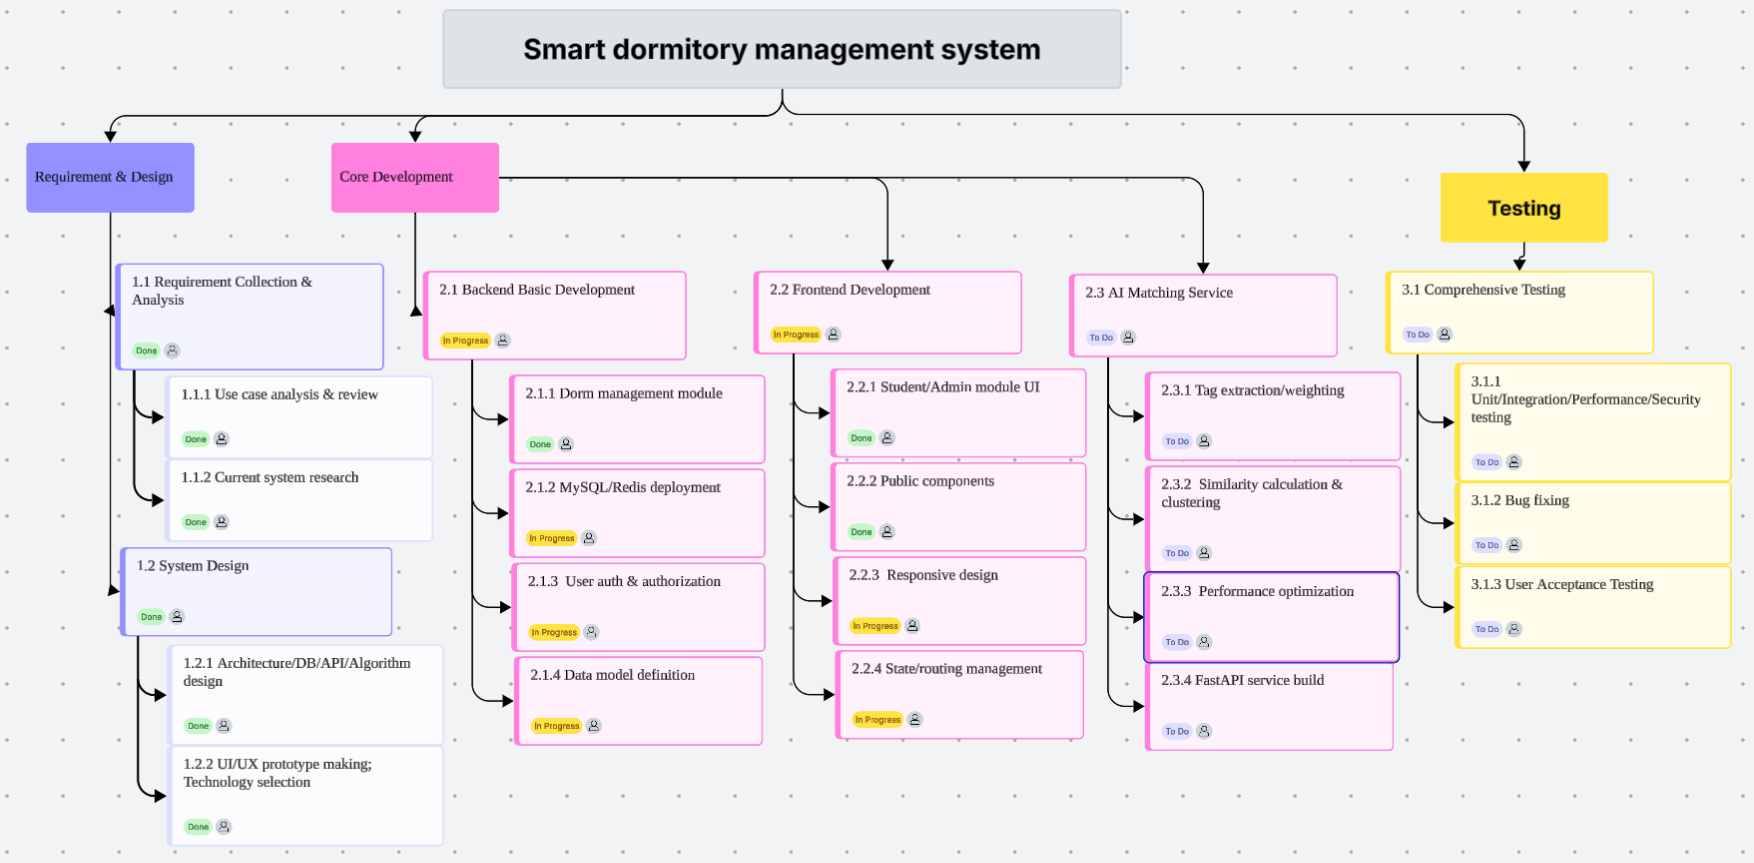 Smart dormitory management system
Requirement & Design
1.1 Requirement Collection &
Analysis
Done
1.1.1 Use case analysis & review
Done
1.1.2 Current system research
Done
1.2 System Design
Done
1.2.1 Architecture/DB/API/Algorithm
design
Done
1.2.2 UI/UX prototype making;
Technology selection
Done
Core Development
2.1 Backend Basic Development
In Progress
2.1.1 Dorm management module
Done
2.1.2 MySQL/Redis deployment
In Progress
2.1.3  User auth & authorization
In Progress
2.1.4 Data model definition
In Progress
2.2 Frontend Development
In Progress
2.2.1 Student/Admin module UI
Done
2.2.2 Public components
Done
2.2.3  Responsive design
In Progress
2.2.4 State/routing management
In Progress
2.3 AI Matching Service
To Do
2.3.1 Tag extraction/weighting
To Do
2.3.2  Similarity calculation &
clustering
To Do
2.3.3  Performance optimization
To Do
2.3.4 FastAPI service build
To Do
Testing
3.1 Comprehensive Testing
To Do
3.1.1
Unit/Integration/Performance/Security
testing
To Do
3.1.2 Bug fixing
To Do
3.1.3 User Acceptance Testing
To Do